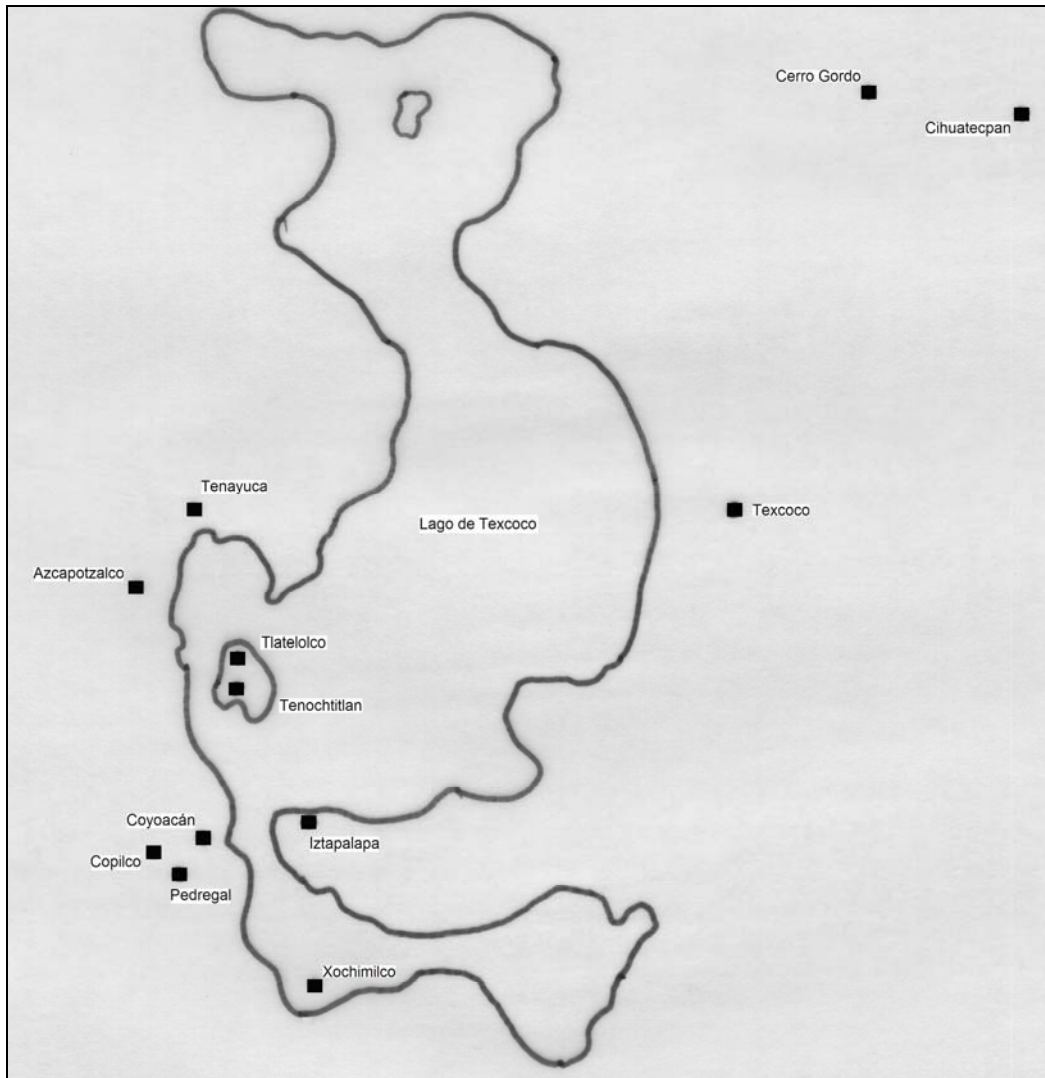 Cerro Gordo
Cihuatecpan
Tenayuca
Lago de Texcoco
Texcoco
Azcapotzalco
Tlatelolco
Tenochtitlan
Coyoacán
Iztapalapa
Copilco
Pedregal
Xochimilco